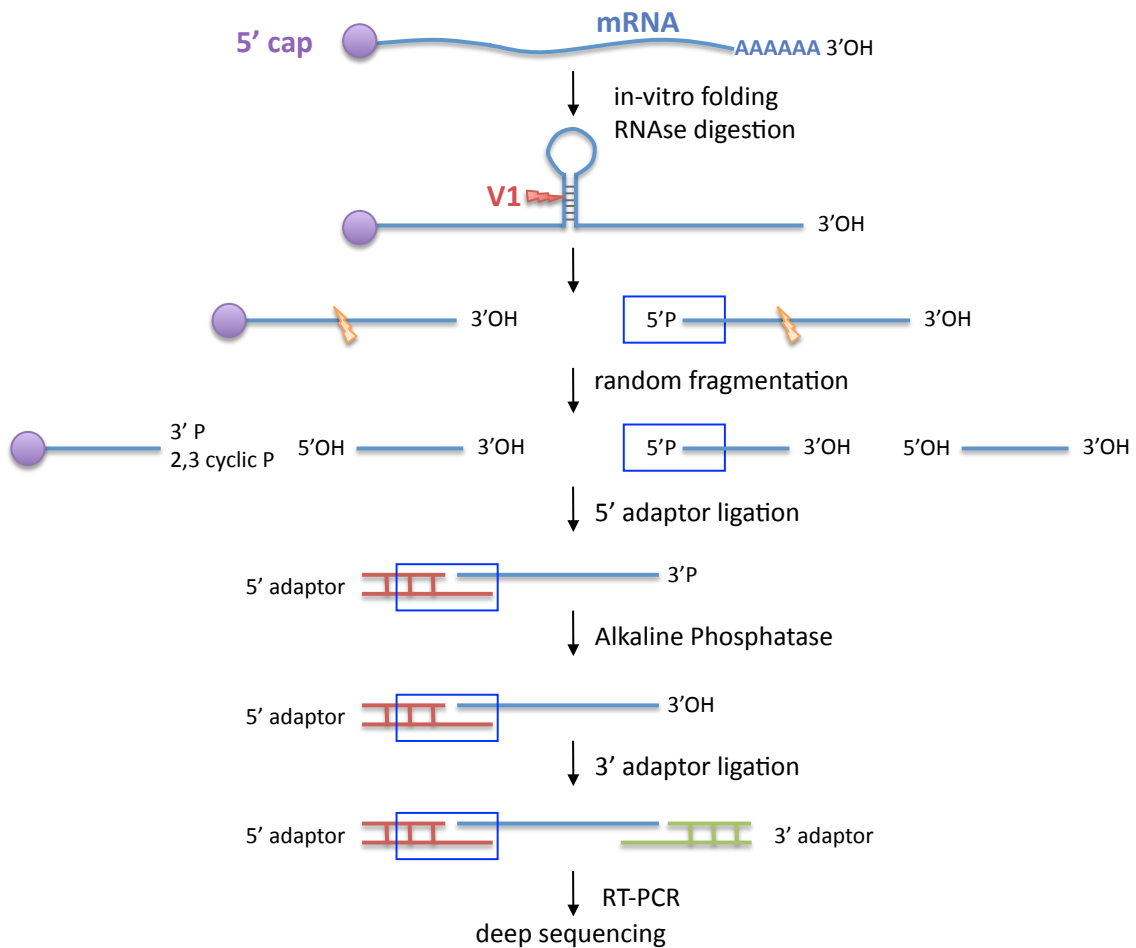 5’ cap
mRNA
AAAAAA 3’OH
in-vitro folding
RNAse digestion
V1
3’OH
3’OH
5’P
3’OH
random fragmentation
3’ P
2,3 cyclic P
5’OH
3’OH
5’P
3’OH
5’OH
3’OH
5’ adaptor ligation
5’ adaptor
3’P
Alkaline Phosphatase
5’ adaptor
3’OH
3’ adaptor ligation
5’ adaptor
3’ adaptor
RT-PCR
deep sequencing